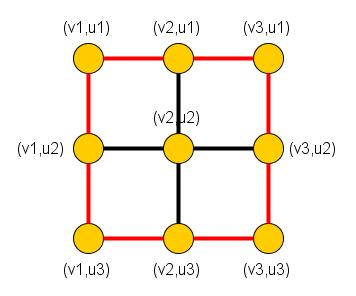 (v1,u1) (v2,u1) (v3,u1)
(v2,u2)
(v1,u2) (v3,u2)
(v1,u3) (v2,u3) (v3,u3)